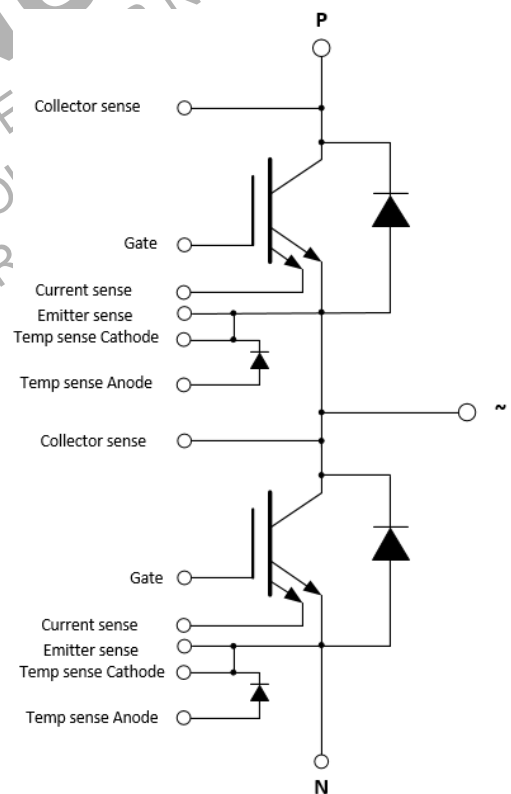 P
Collector sense
Gate
Current sense
Emitter sense
Temp sense Cathode
Temp sense Anode
~
Collector sense
Gate
Current sense
Emitter sense
Temp sense Cathode
Temp sense Anode
N